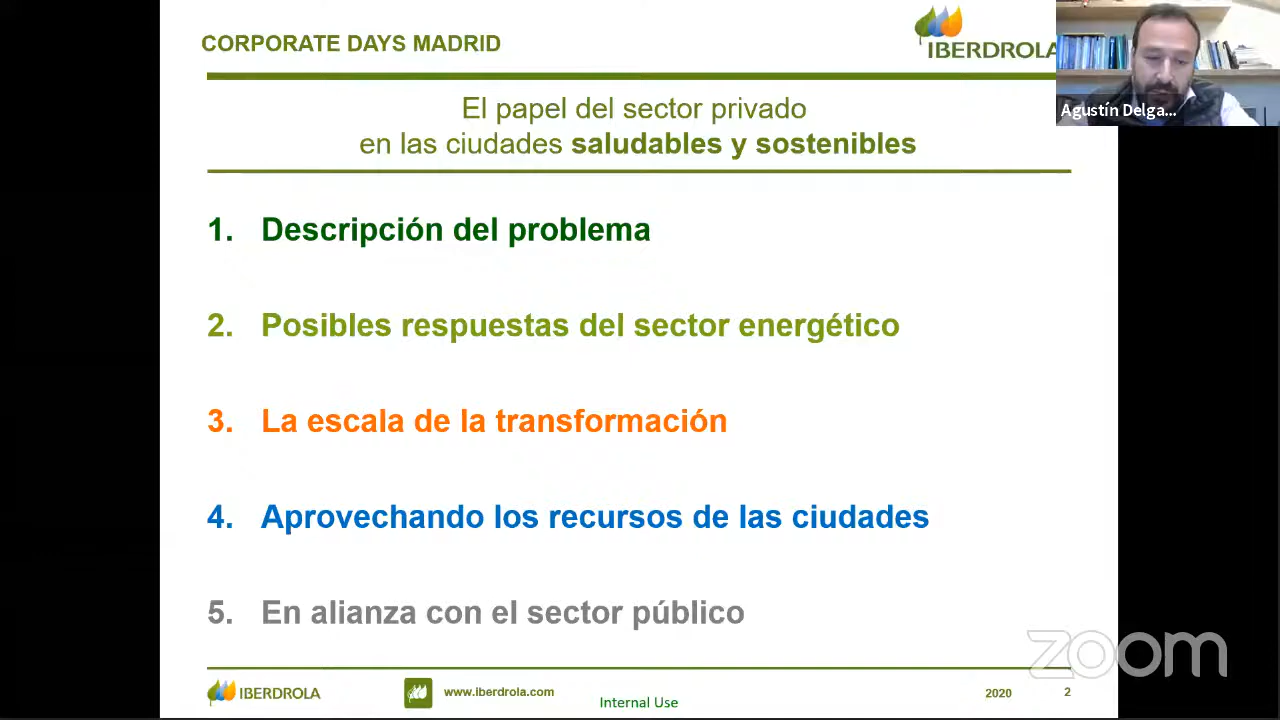 CORPORATE DAYS MADRID
IBERDROLA
Agustín Delga...
El papel del sector privado
en las ciudades saludables y sostenibles
1. Descripción del problema
2. Posibles respuestas del sector energético
3. La escala de la transformación
4. Aprovechando los recursos de las ciudades
5. En alianza con el sector público
zoom
IBERDROLA
www.iberdrola.com
Internal Use
2020
2